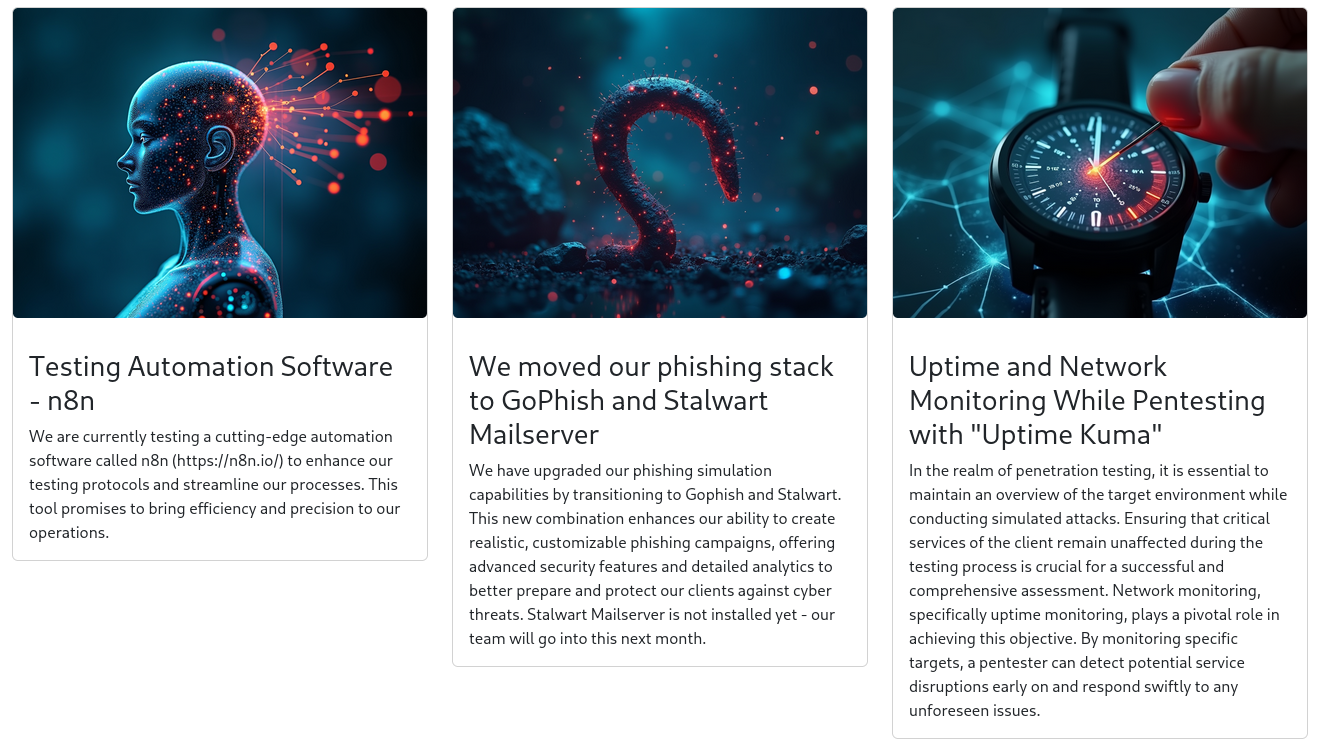 Testing Automation Software
- n8n
We are currently testing a cutting-edge automation
software called n8n (https://n8n.io/) to enhance our
testing protocols and streamline our processes. This
tool promises to bring efficiency and precision to our
operations.
We moved our phishing stack
to GoPhish and Stalwart
Mailserver
We have upgraded our phishing simulation
capabilities by transitioning to Gophish and Stalwart.
This new combination enhances our ability to create
realistic, customizable phishing campaigns, offering
advanced security features and detailed analytics to
better prepare and protect our clients against cyber
threats. Stalwart Mailserver is not installed yet - our
team will go into this next month.
Uptime and Network
Monitoring While Pentesting
with "Uptime Kuma"
In the realm of penetration testing, it is essential to
maintain an overview of the target environment while
conducting simulated attacks. Ensuring that critical
services of the client remain unaffected during the
testing process is crucial for a successful and
comprehensive assessment. Network monitoring,
specifically uptime monitoring, plays a pivotal role in
achieving this objective. By monitoring specific
targets, a pentester can detect potential service
disruptions early on and respond swiftly to any
unforeseen issues.